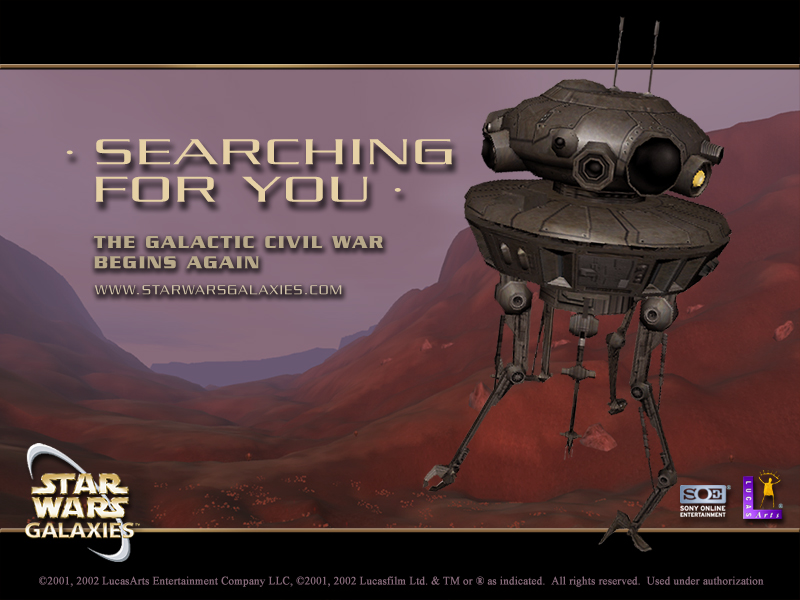 · SEARCHING
FOR YOU ·
THE GALACTIC CIVIL WAR
BEGINS AGAIN
WWW.STARWARSGALAXIES.COM
STAR
WARS
GALAXIES™
SOE®
SONY ONLINE
ENTERTAINMENT
LUCAS
Arts®
©2001, 2002 LucasArts Entertainment Company LLC, ©2001, 2002 Lucasfilm Ltd. & TM or ® as indicated.  All rights reserved.  Used under authorization